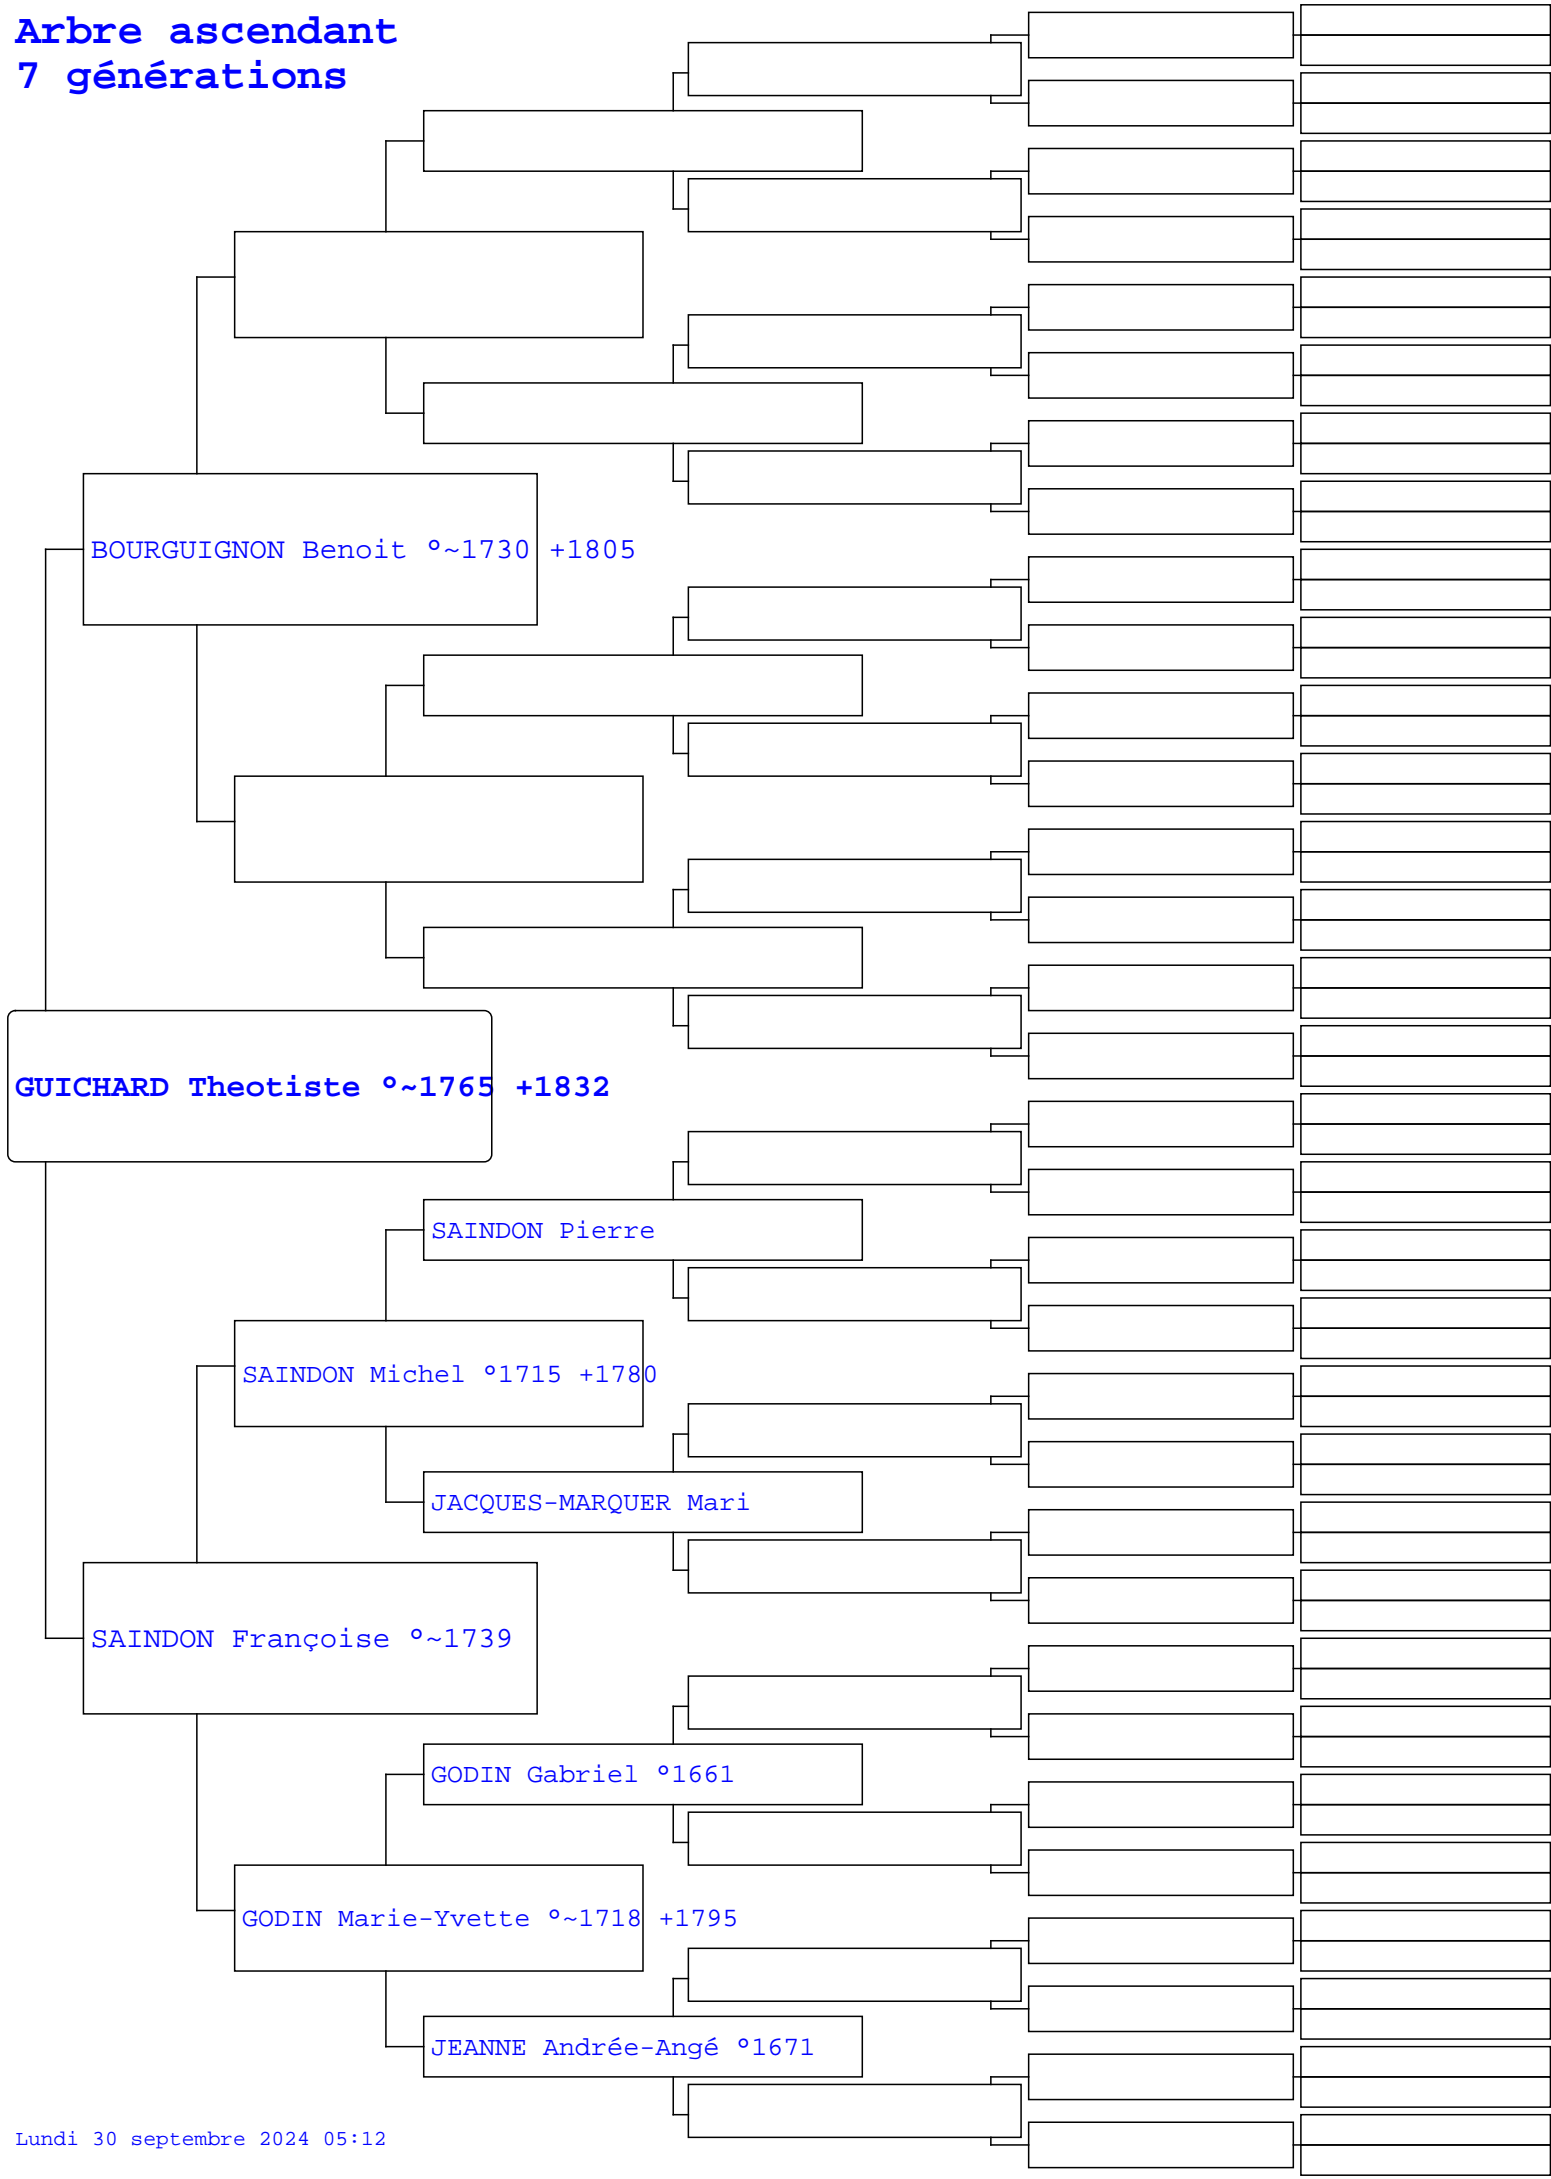 Arbre ascendant
7 générations
BOURGUIGNON Benoit °~1730 +1805
GUICHARD Theotiste °~1765 +1832
SAINDON Pierre
SAINDON Michel °1715 +1780
JACQUES-MARQUER Mari
SAINDON Françoise °~1739
GODIN Gabriel °1661
GODIN Marie-Yvette °~1718 +1795
JEANNE Andrée-Angé °1671
Lundi 30 septembre 2024 05:12